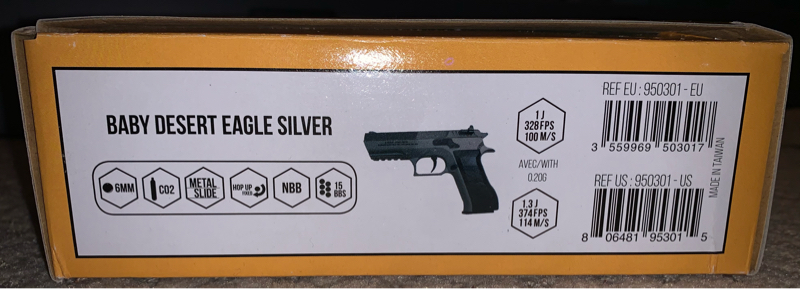 BABY DESERT EAGLE SILVER
6MM
CO2
METAL
SLIDE
HOP UP
FIXED
NBB
15
BBS
1 J
328 FPS
100 M/S
AVEC/WITH
0.20G
1.3 J
374 FPS
114 M/S
REF EU : 950301 - EU
3 559969 503017
REF US : 950301 - US
8 06481 95301 5
MADE IN TAIWAN